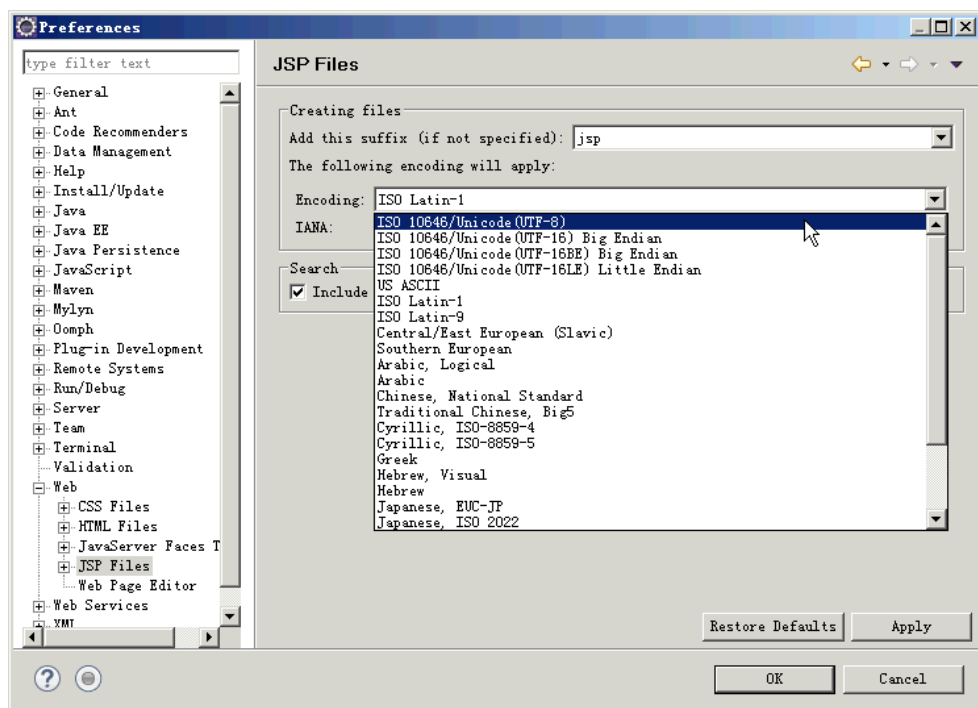 Preferences
type filter text
General
Ant
Code Recommenders
Data Management
Help
Install/Update
Java
Java EE
Java Persistence
JavaScript
Maven
Mylyn
Oomph
Plug-in Development
Remote Systems
Run/Debug
Server
Team
Terminal
Validation
Web
CSS Files
HTML Files
JavaServer Faces T
JSP Files
Web Page Editor
Web Services
XML
JSP Files
Creating files
Add this suffix (if not specified): jsp
The following encoding will apply:
Encoding: ISO Latin-1
IANA:
ISO 10646/Unicode(UTF-8)
ISO 10646/Unicode(UTF-16) Big Endian
ISO 10646/Unicode(UTF-16BE) Big Endian
ISO 10646/Unicode(UTF-16LE) Little Endian
US ASCII
ISO Latin-1
ISO Latin-9
Central/East European (Slavic)
Southern European
Arabic, Logical
Arabic
Chinese, National Standard
Traditional Chinese, Big5
Cyrillic, ISO-8859-4
Cyrillic, ISO-8859-5
Greek
Hebrew, Visual
Hebrew
Japanese, EUC-JP
Japanese, ISO 2022
Search
Include
Restore Defaults
Apply
OK
Cancel